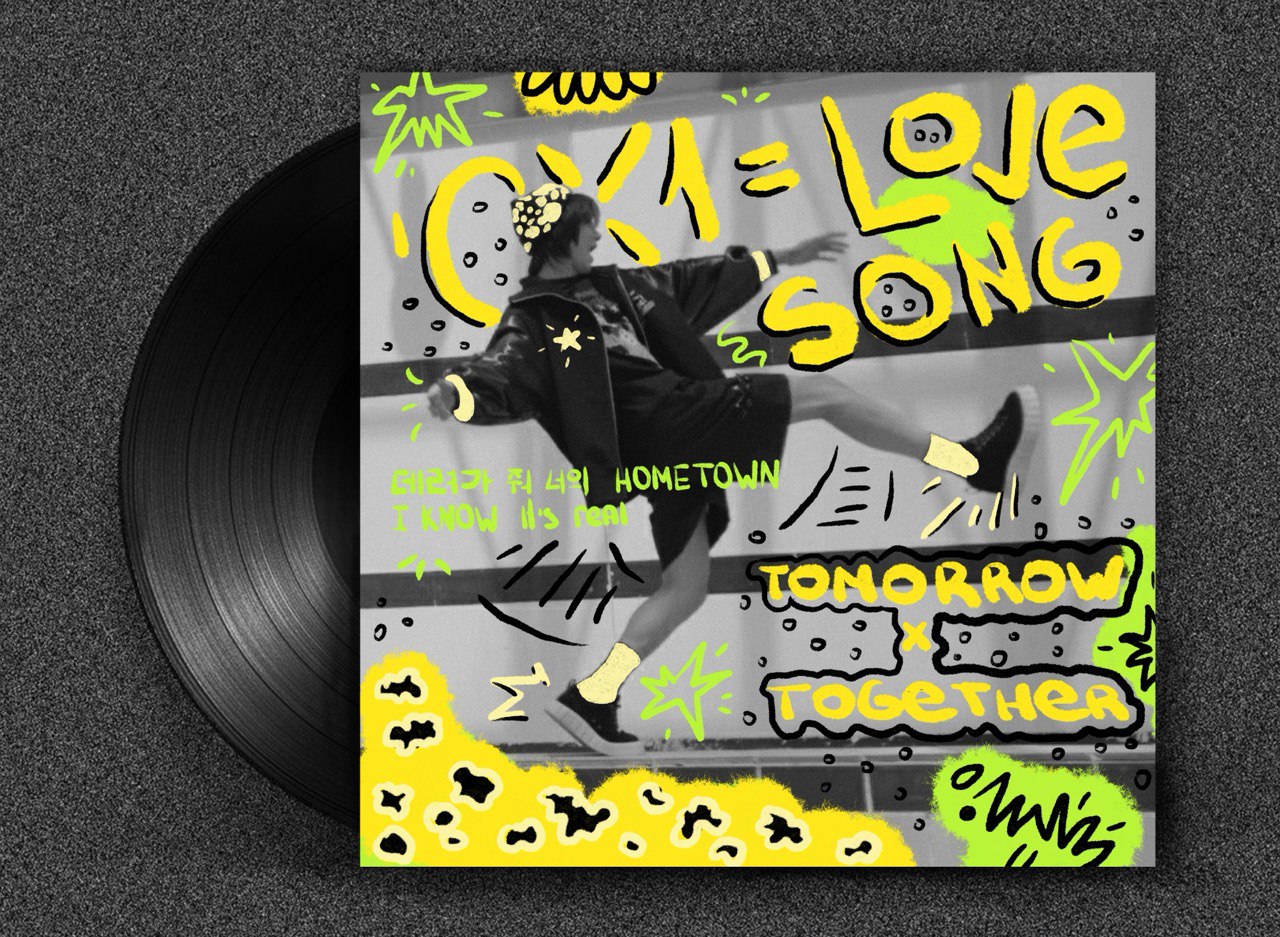 0X1 = LOVE
SONG
데려가 줘 너의 HOMETOWN
I KNOW it's real
TOMORROW
X
TOGETHER